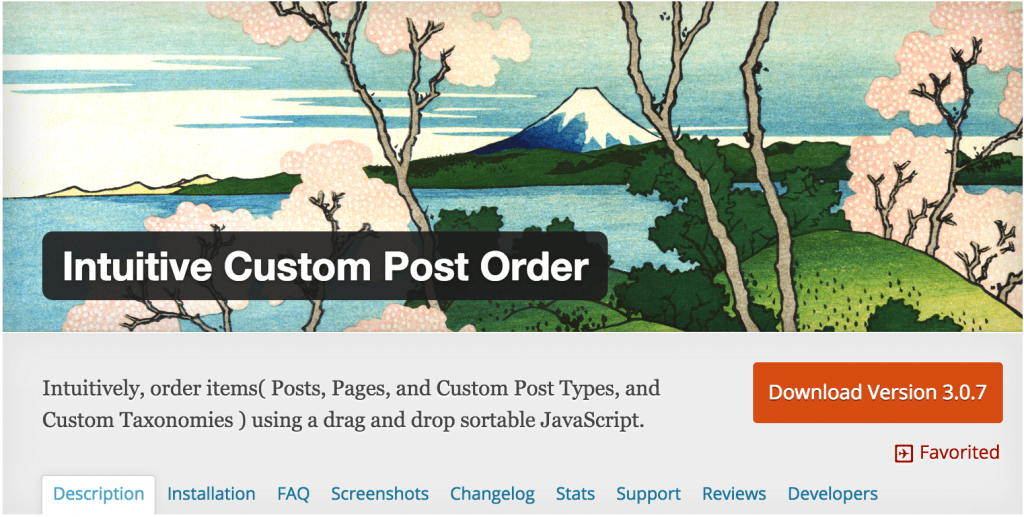 Intuitive Custom Post Order
Intuitively, order items( Posts, Pages, and Custom Post Types, and
Custom Taxonomies ) using a drag and drop sortable JavaScript.
Download Version 3.0.7
Favorited
Description Installation FAQ Screenshots Changelog Stats Support Reviews Developers